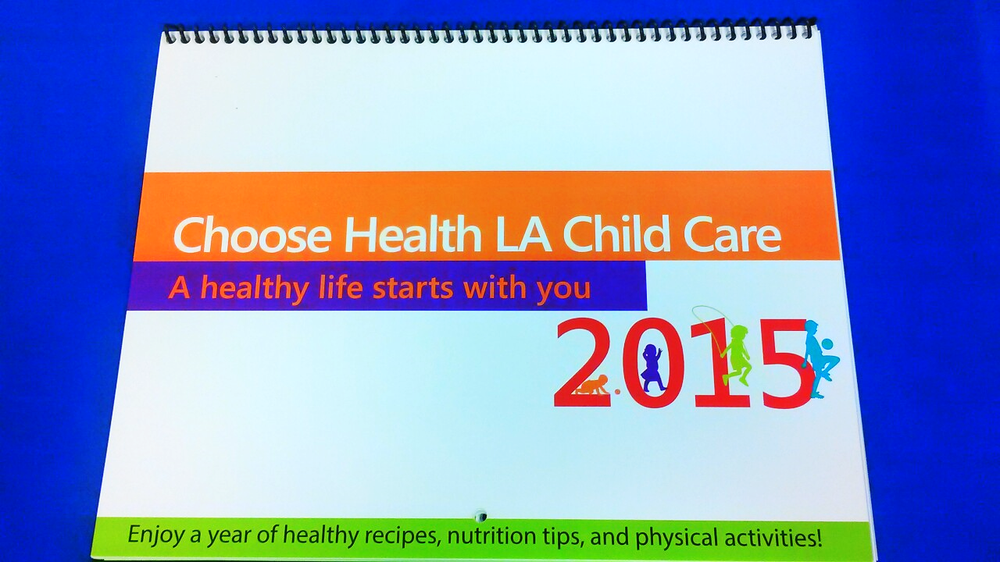 Choose Health LA Child Care
A healthy life starts with you
2015
Enjoy a year of healthy recipes, nutrition tips, and physical activities!